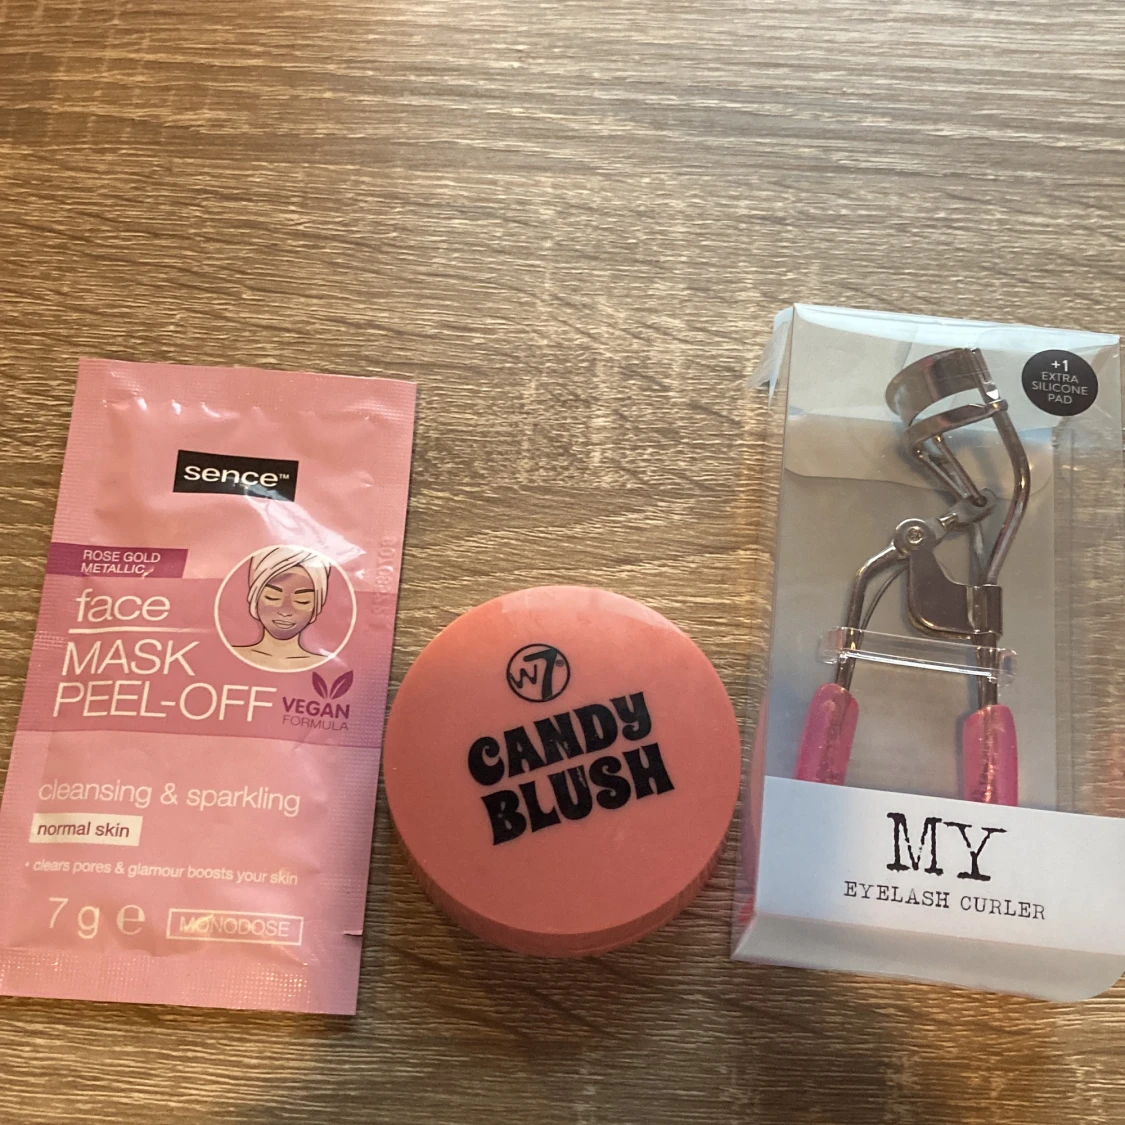 sence™
ROSE GOLD
METALLIC
face
MASK
PEEL-OFF
VEGAN
FORMULA
cleansing & sparkling
normal skin
• clears pores & glamour boosts your skin
7 g e
MONODOSE
W7®
CANDY
BLUSH
+1
EXTRA
SILICONE
PAD
MY
EYELASH CURLER